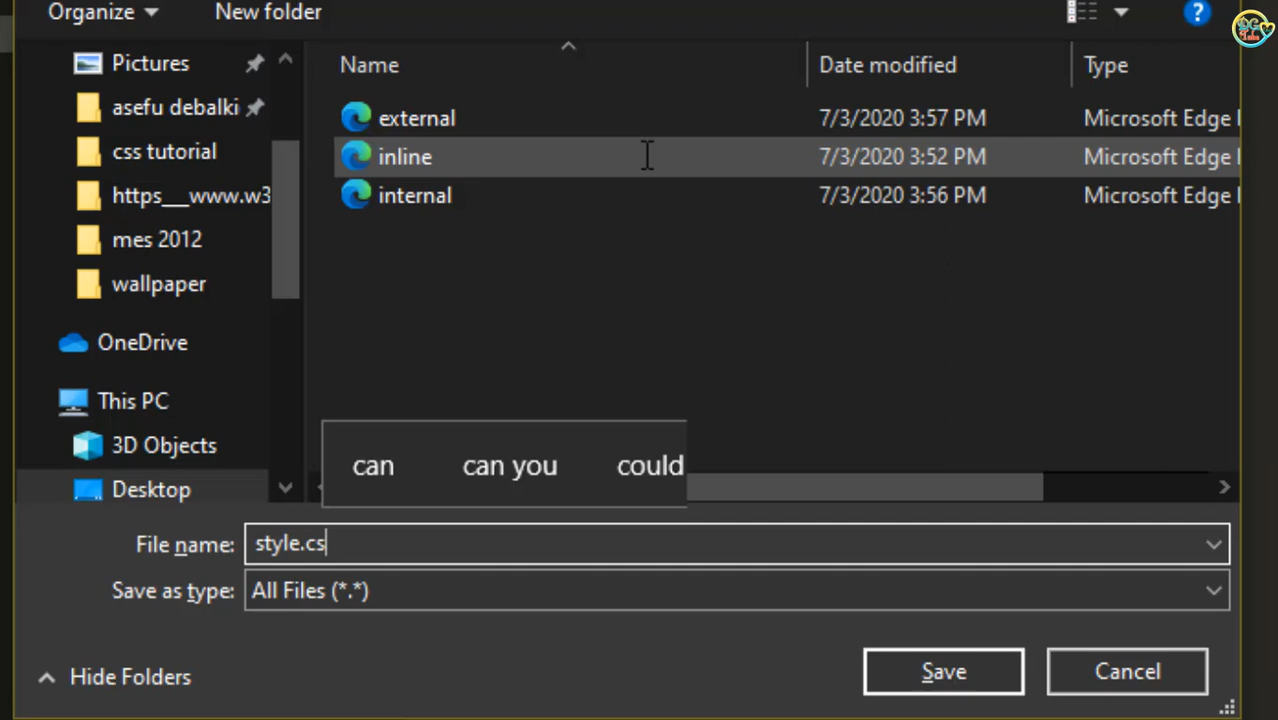 Organize New folder
Name Date modified Type
Pictures
asefu debalki
css tutorial
https__www.w3
mes 2012
wallpaper
OneDrive
This PC
3D Objects
Desktop
external 7/3/2020 3:57 PM Microsoft Edge
inline 7/3/2020 3:52 PM Microsoft Edge
internal 7/3/2020 3:56 PM Microsoft Edge
can can you could
File name: style.cs
Save as type: All Files (*.*)
Hide Folders Save Cancel